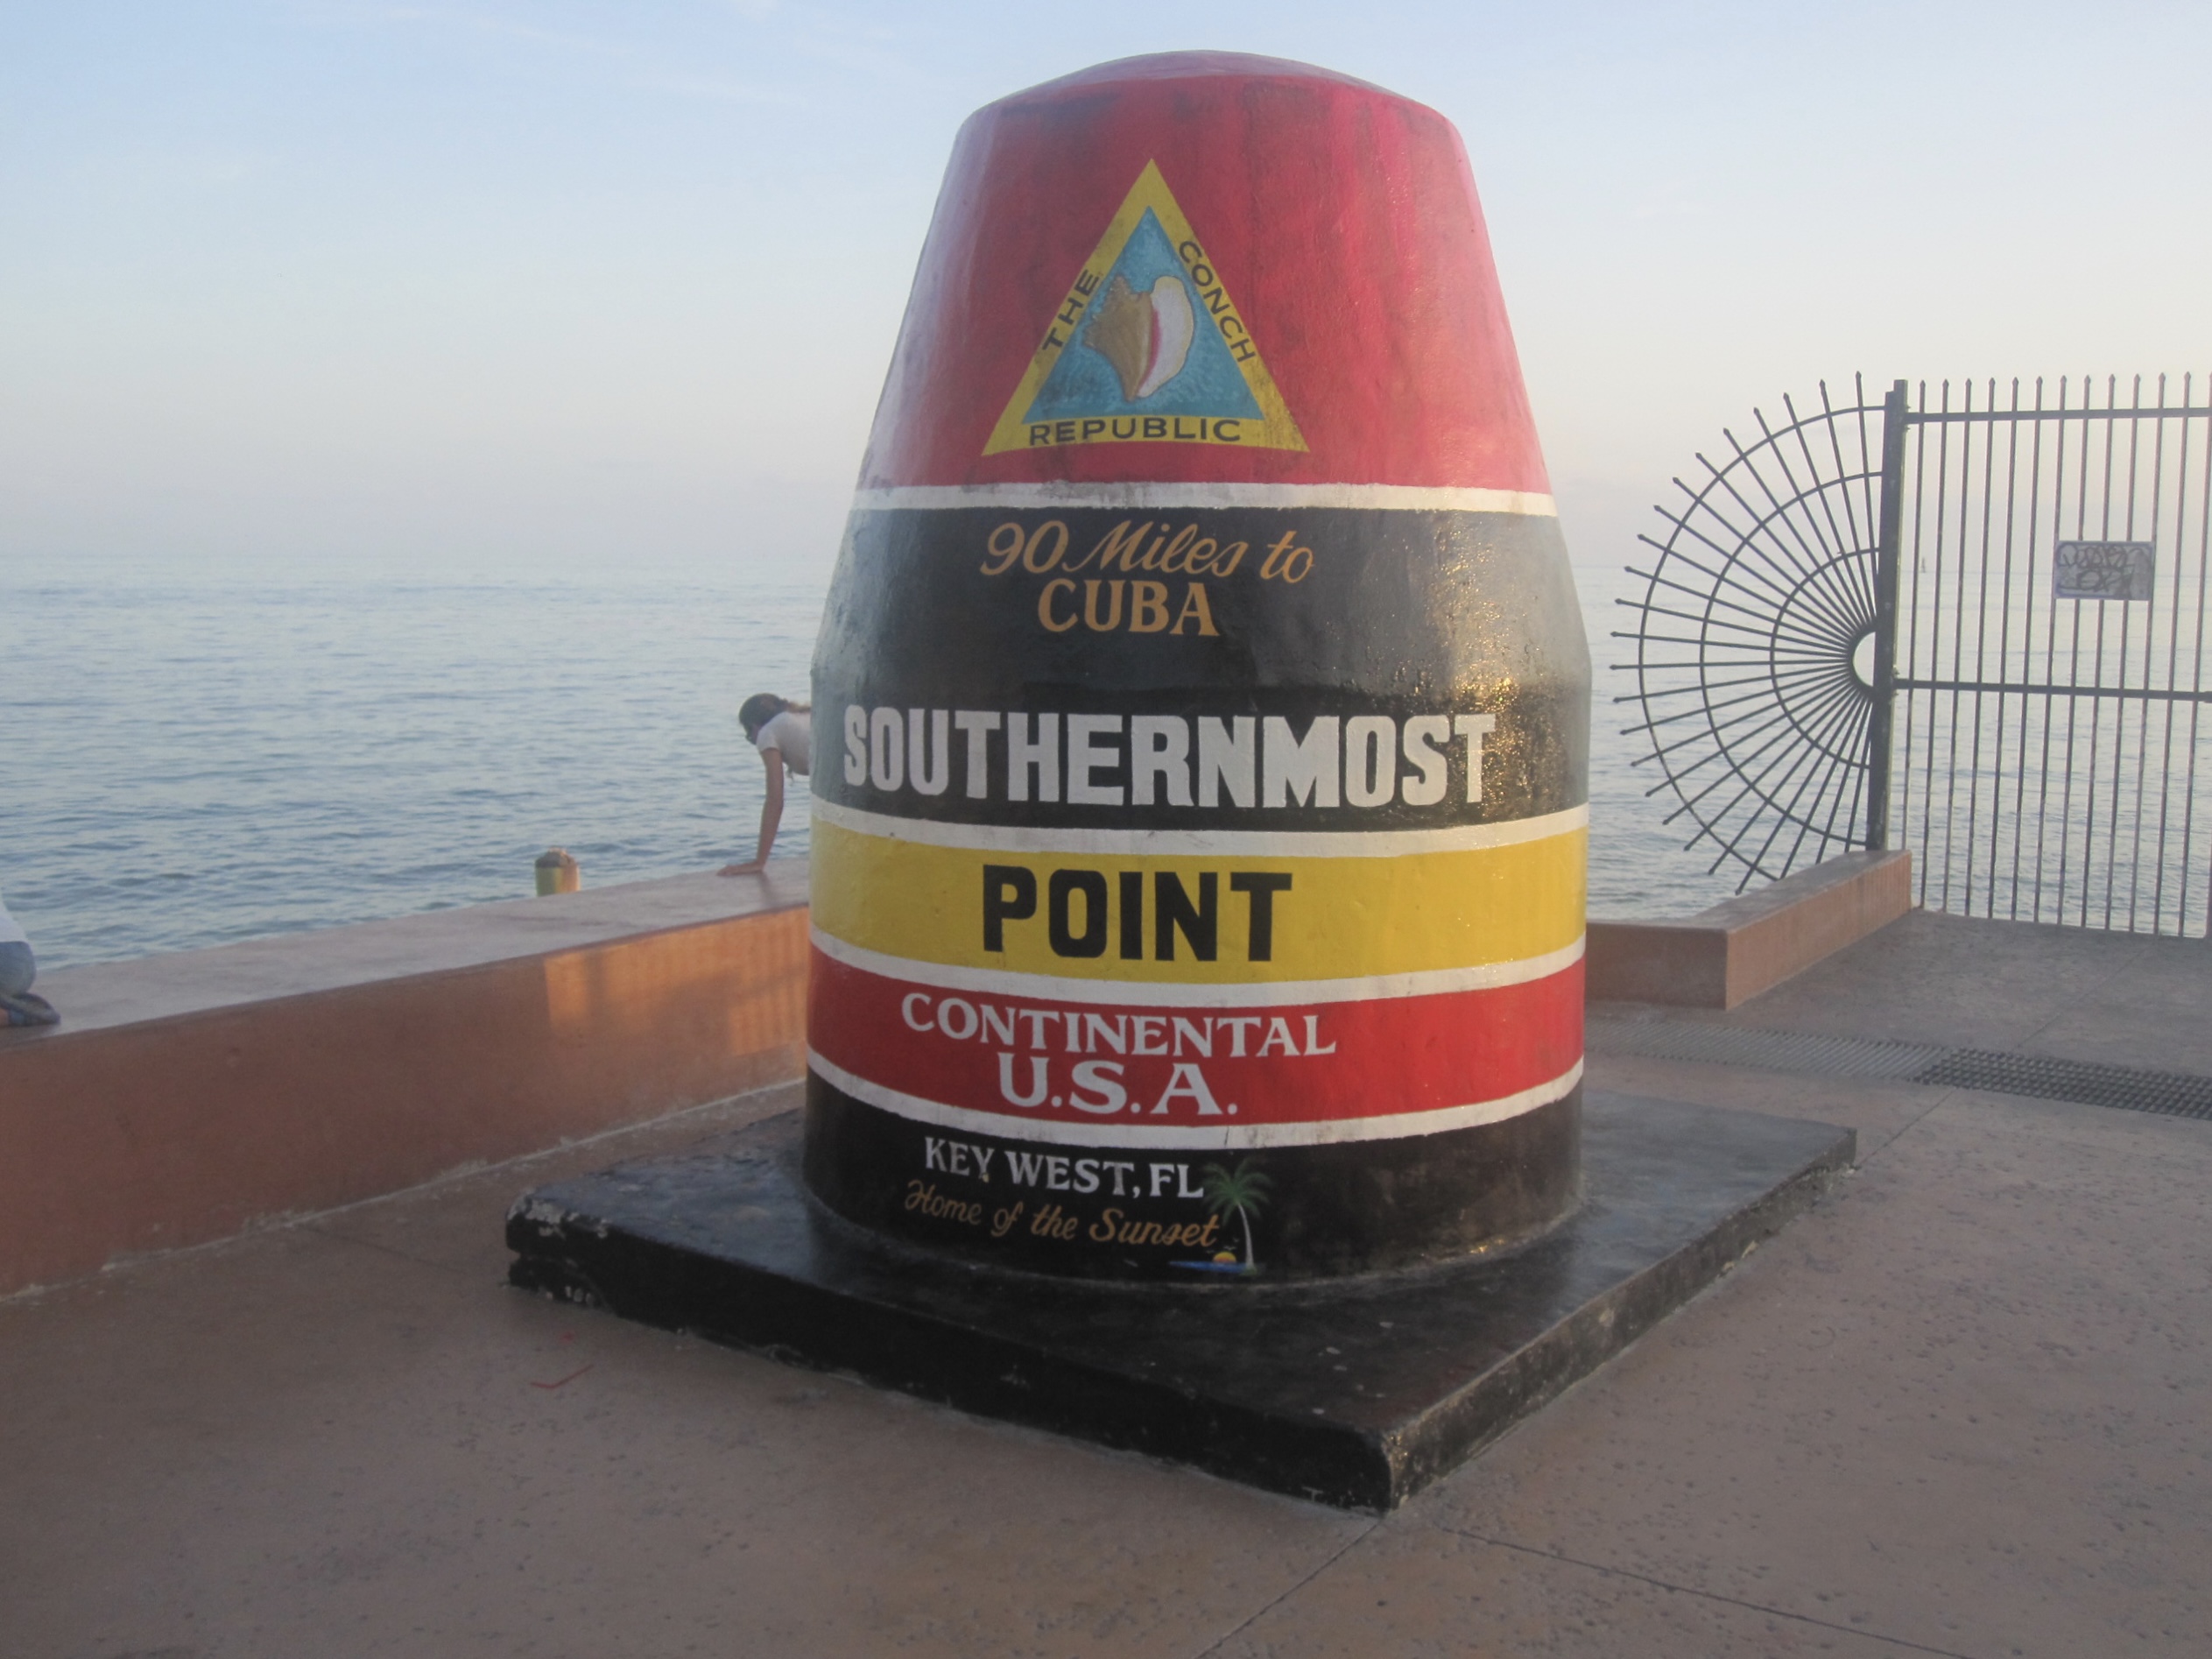 THE CONCH
REPUBLIC
90 Miles to
CUBA
SOUTHERNMOST
POINT
CONTINENTAL
U.S.A.
KEY WEST, FL
Home of the Sunset